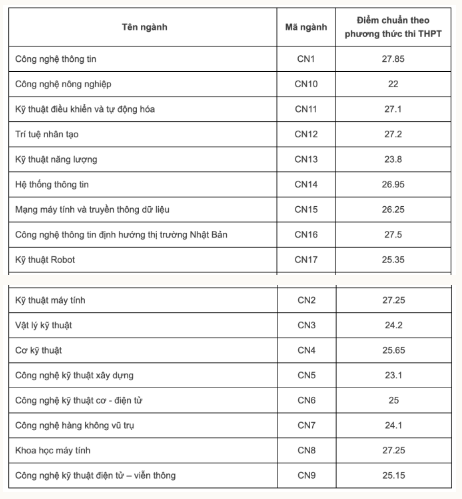 Tên ngành Mã ngành Điểm chuẩn theo
phương thức thi THPT
Công nghệ thông tin CN1 27.85
Công nghệ nông nghiệp CN10 22
Kỹ thuật điều khiển và tự động hóa CN11 27.1
Trí tuệ nhân tạo CN12 27.2
Kỹ thuật năng lượng CN13 23.8
Hệ thống thông tin CN14 26.95
Mạng máy tính và truyền thông dữ liệu CN15 26.25
Công nghệ thông tin định hướng thị trường Nhật Bản CN16 27.5
Kỹ thuật Robot CN17 25.35
Kỹ thuật máy tính CN2 27.25
Vật lý kỹ thuật CN3 24.2
Cơ kỹ thuật CN4 25.65
Công nghệ kỹ thuật xây dựng CN5 23.1
Công nghệ kỹ thuật cơ - điện tử CN6 25
Công nghệ hàng không vũ trụ CN7 24.1
Khoa học máy tính CN8 27.25
Công nghệ kỹ thuật điện tử – viễn thông CN9 25.15